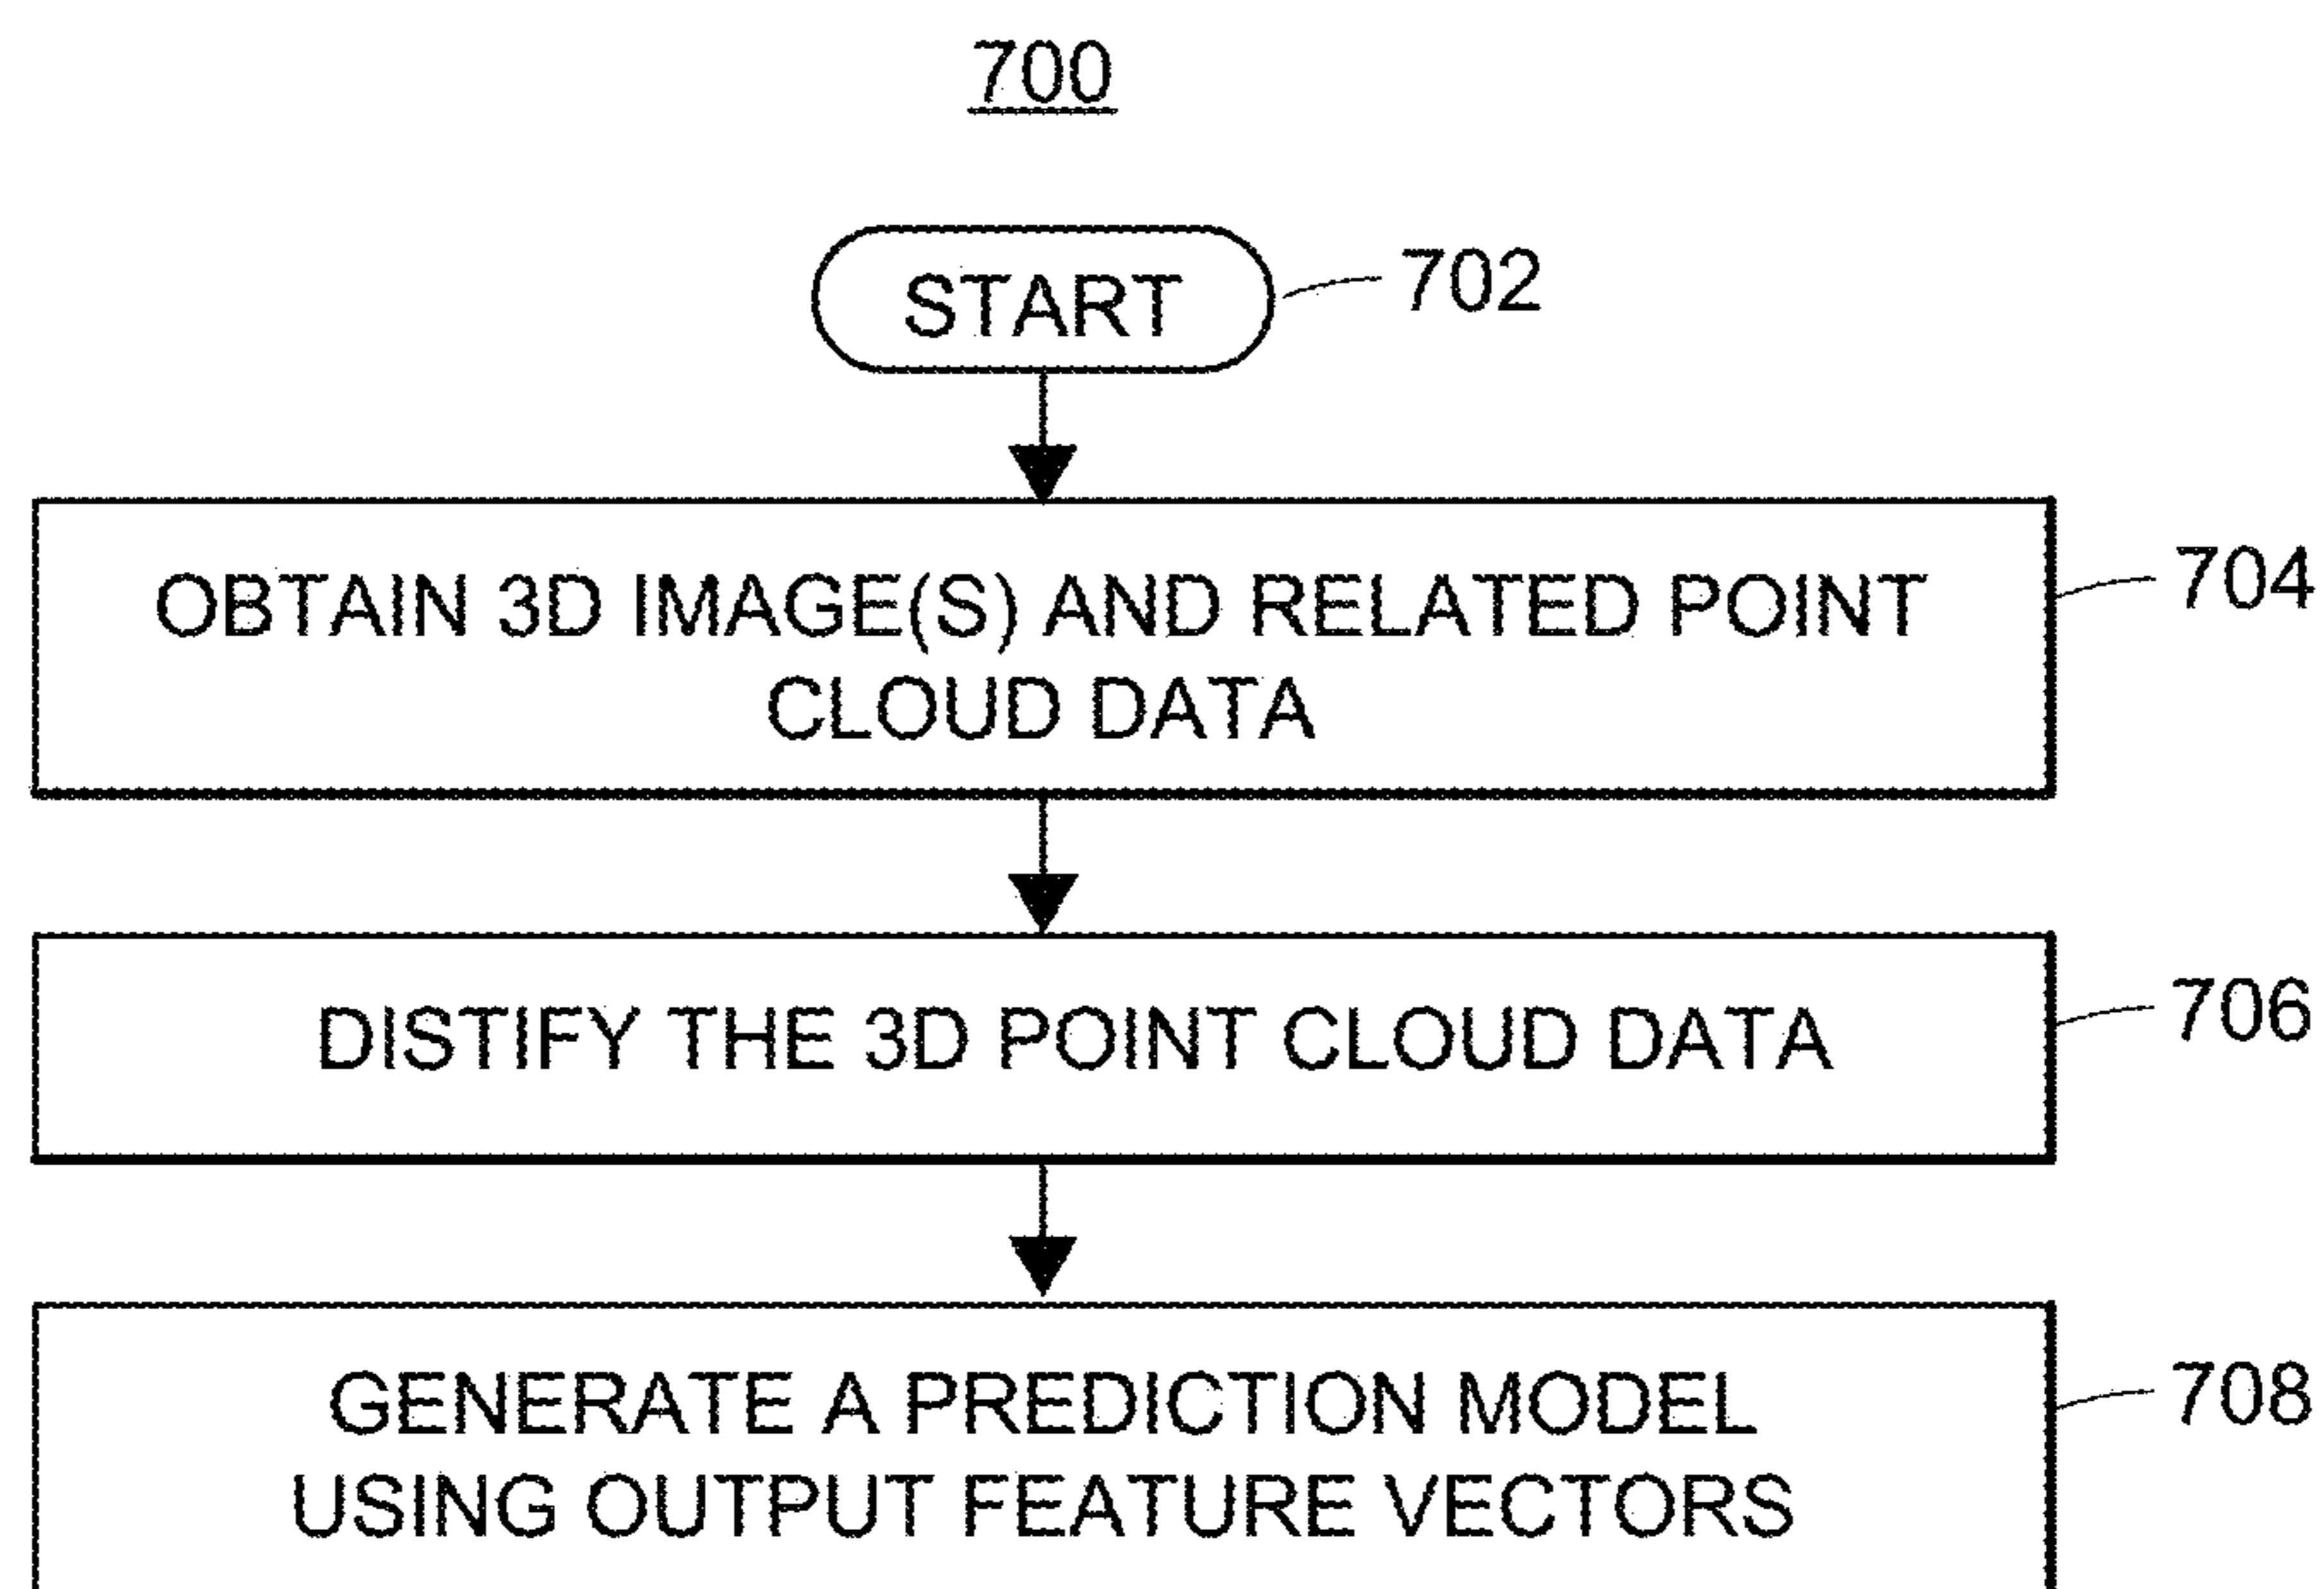 700
START
702
OBTAIN 3D IMAGE(S) AND RELATED POINT
CLOUD DATA
704
DISTIFY THE 3D POINT CLOUD DATA
706
GENERATE A PREDICTION MODEL
USING OUTPUT FEATURE VECTORS
708